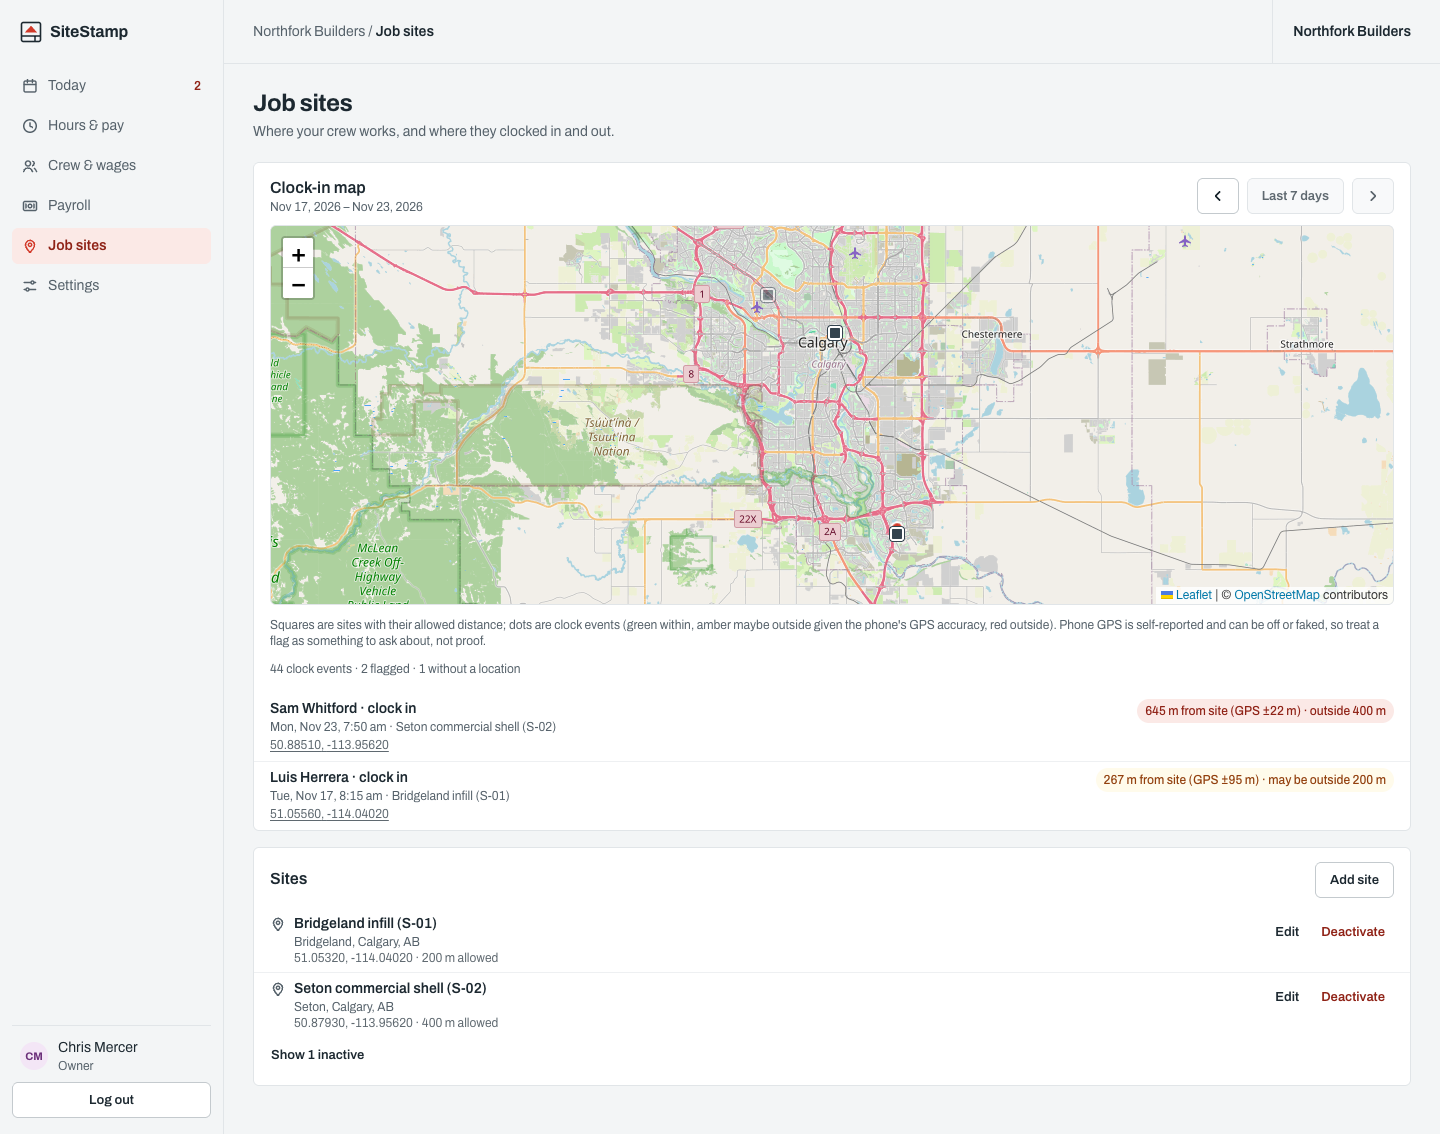 SiteStamp
Today
2
Hours & pay
Crew & wages
Payroll
Job sites
Settings
Chris Mercer
CM
Owner
Log out
Northfork Builders / Job sites
Northfork Builders
Job sites
Where your crew works, and where they clocked in and out.
Clock-in map
Nov 17, 2026 – Nov 23, 2026
Last 7 days
+
−
1
8
22X
2A
Calgary
Calgary
Chestermere
Strathmore
Tsúùt'ínà /
Tsuut'ina
Nation
McLean
Creek Off-
Highway
Vehicle
Public Land
Leaflet | © OpenStreetMap contributors
Squares are sites with their allowed distance; dots are clock events (green within, amber maybe outside given the phone's GPS accuracy, red outside). Phone GPS is self-reported and can be off or faked, so treat a
flag as something to ask about, not proof.
44 clock events · 2 flagged · 1 without a location
Sam Whitford · clock in
645 m from site (GPS ±22 m) · outside 400 m
Mon, Nov 23, 7:50 am · Seton commercial shell (S-02)
50.88510, -113.95620
Luis Herrera · clock in
267 m from site (GPS ±95 m) · may be outside 200 m
Tue, Nov 17, 8:15 am · Bridgeland infill (S-01)
51.05560, -114.04020
Sites
Add site
Bridgeland infill (S-01)
Bridgeland, Calgary, AB
51.05320, -114.04020 · 200 m allowed
Edit
Deactivate
Seton commercial shell (S-02)
Seton, Calgary, AB
50.87930, -113.95620 · 400 m allowed
Edit
Deactivate
Show 1 inactive